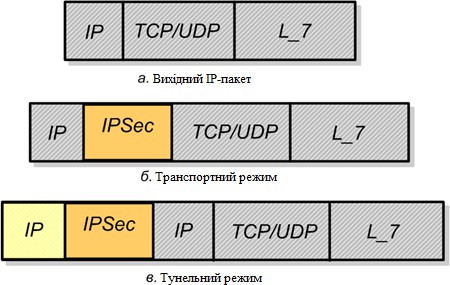 IP TCP/UDP L_7
а. Вихідний IP-пакет
IP IPSec TCP/UDP L_7
б. Транспортний режим
IP IPSec IP TCP/UDP L_7
в. Тунельний режим